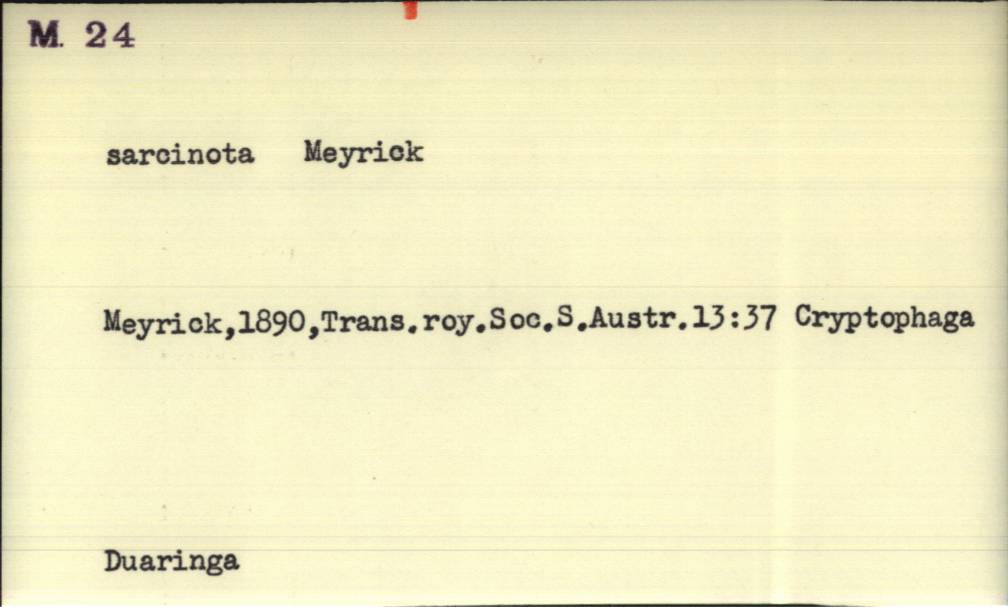 M. 24
sarcinota Meyrick
Meyrick,1890,Trans.roy.Soc.S.Austr.13:37 Cryptophaga
Duaringa